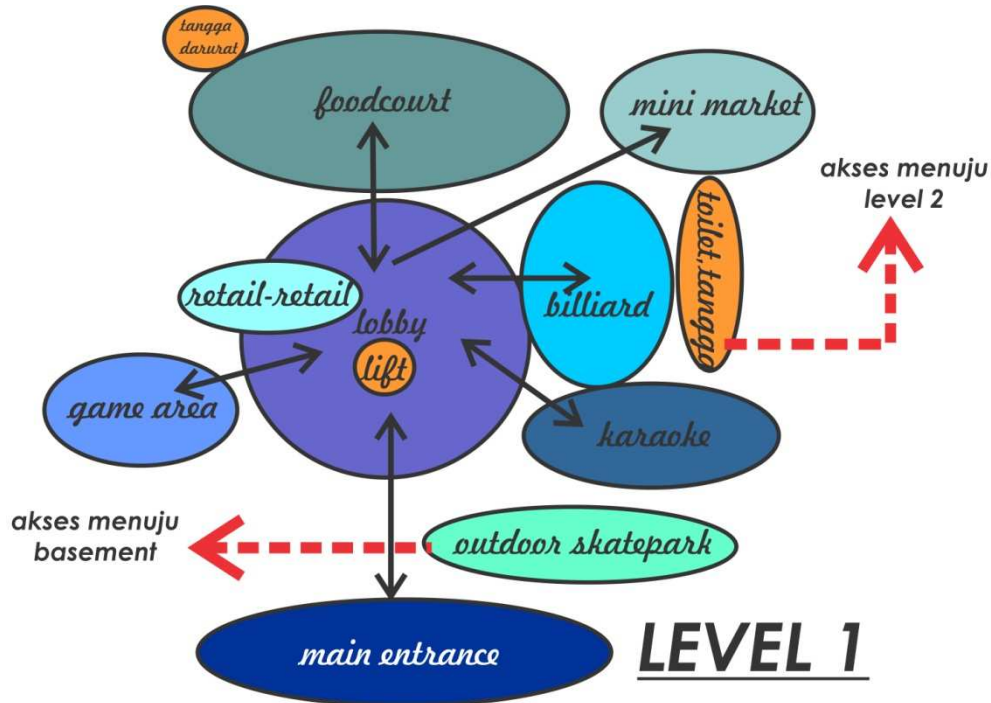 tangga
darurat
foodcourt
mini market
akses menuju
level 2
toilet,tangga
retail-retail
billiard
lobby
lift
game area
karaoke
akses menuju
basement
outdoor skatepark
main entrance
LEVEL 1